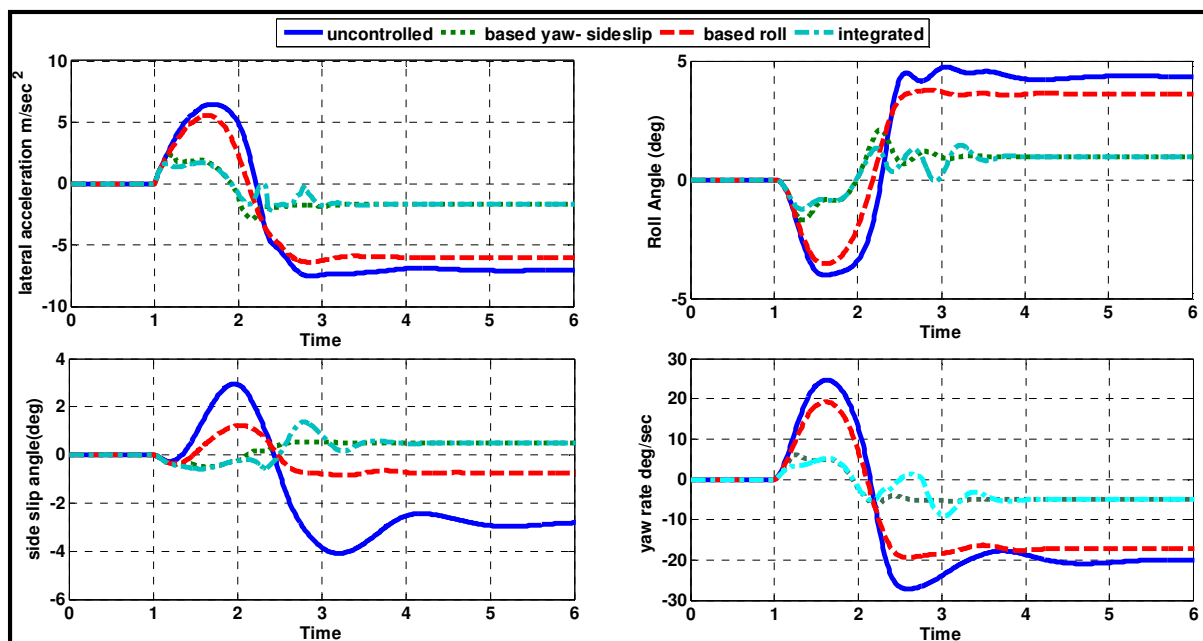 uncontrolled based yaw- sideslip based roll integrated
lateral acceleration m/sec 2
10
5
0
-5
-10
0 1 2 3 4 5 6
Time
Roll Angle (deg)
5
0
-5
0 1 2 3 4 5 6
Time
side slip angle(deg)
4
2
0
-2
-4
-6
0 1 2 3 4 5 6
Time
yaw rate deg/sec
30
20
10
0
-10
-20
-30
0 1 2 3 4 5 6
Time